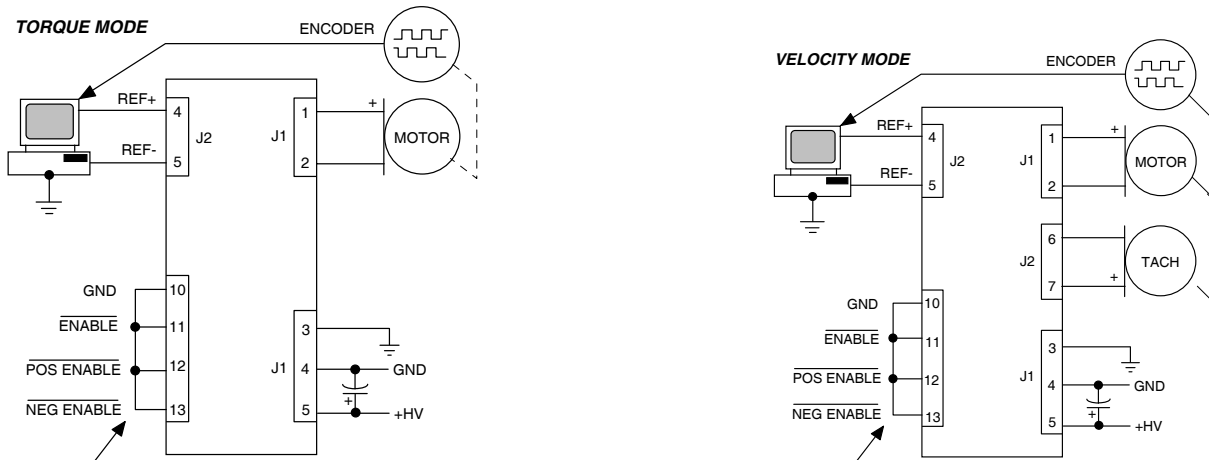 TORQUE MODE
ENCODER
REF+
4
1
+
J2
J1
MOTOR
REF-
5
2
GND
10
ENABLE
11
3
POS ENABLE
12
J1
4
GND
NEG ENABLE
13
5
+
+HV
VELOCITY MODE
ENCODER
REF+
4
1
+
J2
J1
MOTOR
REF-
5
2
6
J2
TACH
7
+
GND
10
ENABLE
11
3
POS ENABLE
12
J1
4
GND
NEG ENABLE
13
5
+
+HV